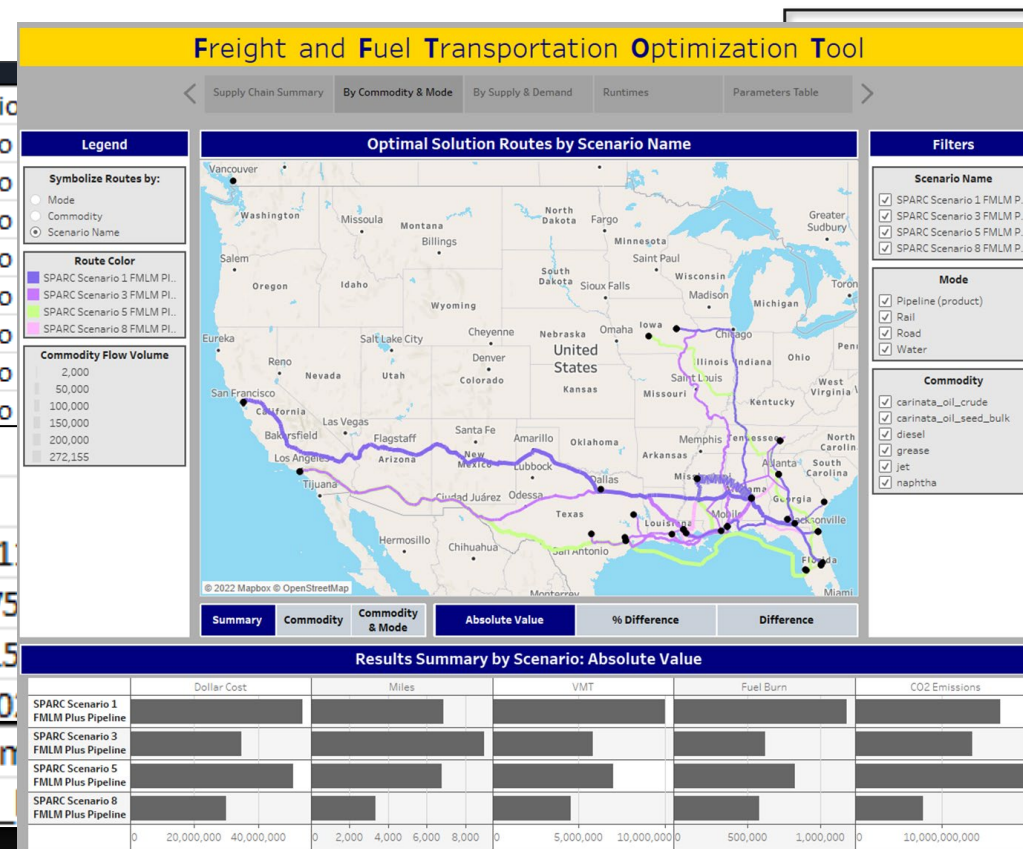 Freight and Fuel Transportation Optimization Tool
Supply Chain Summary
By Commodity & Mode
By Supply & Demand
Runtimes
Parameters Table
Legend
Symbolize Routes by:
Mode
Commodity
Scenario Name
Route Color
SPARC Scenario 1 FMLM Pl..
SPARC Scenario 3 FMLM Pl..
SPARC Scenario 5 FMLM Pl..
SPARC Scenario 8 FMLM Pl..
Commodity Flow Volume
2,000
50,000
100,000
150,000
200,000
272,155
Optimal Solution Routes by Scenario Name
Vancouver
Washington
Missoula
Montana
North Dakota
Fargo
Greater Sudbury
Billings
Minnesota
Salem
Saint Paul
Oregon
Idaho
South Dakota
Sioux Falls
Wisconsin
Toron
Madison
Michigan
Wyoming
Eureka
Salt Lake City
Cheyenne
Nebraska
Omaha
Iowa
Chicago
Penn
Reno
Nevada
Utah
Denver
Colorado
United States
Illinois
Indiana
Ohio
Kansas
Saint Louis
Missouri
West Virginia
Kentucky
San Francisco
California
Las Vegas
Bakersfield
Flagstaff
Santa Fe
Amarillo
Oklahoma
Memphis
Tennessee
North Carolin
Los Angeles
Arizona
New Mexico
Lubbock
Arkansas
Atlanta
South Carolina
Tijuana
Dallas
Georgia
Ciudad Juárez
Odessa
Texas
Louisiana
Mobile
Jacksonville
Hermosillo
Chihuahua
San Antonio
Florida
Monterrey
Miami
© 2022 Mapbox © OpenStreetMap
Filters
Scenario Name
SPARC Scenario 1 FMLM P.
SPARC Scenario 3 FMLM P.
SPARC Scenario 5 FMLM P.
SPARC Scenario 8 FMLM P.
Mode
Pipeline (product)
Rail
Road
Water
Commodity
carinata_oil_crude
carinata_oil_seed_bulk
diesel
grease
jet
naphtha
Summary
Commodity
Commodity & Mode
Absolute Value
% Difference
Difference
Results Summary by Scenario: Absolute Value
Dollar Cost
Miles
VMT
Fuel Burn
CO2 Emissions
SPARC Scenario 1
FMLM Plus Pipeline
SPARC Scenario 3
FMLM Plus Pipeline
SPARC Scenario 5
FMLM Plus Pipeline
SPARC Scenario 8
FMLM Plus Pipeline
0 20,000,000 40,000,000
0 2,000 4,000 6,000 8,000
0 5,000,000 10,000,000
0 500,000 1,000,000
0 10,000,000,000